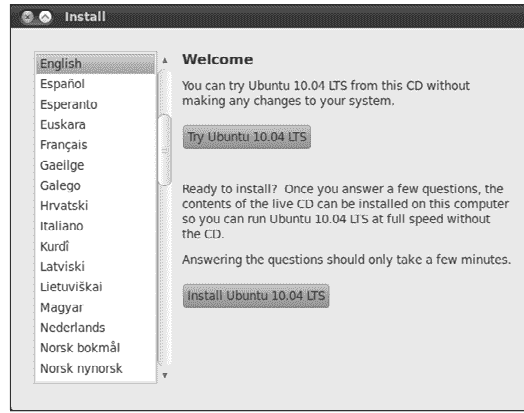 Install
English
Español
Esperanto
Euskara
Français
Gaeilge
Galego
Hrvatski
Italiano
Kurdî
Latviski
Lietuviškai
Magyar
Nederlands
Norsk bokmål
Norsk nynorsk
Welcome
You can try Ubuntu 10.04 LTS from this CD without
making any changes to your system.
Try Ubuntu 10.04 LTS
Ready to install? Once you answer a few questions, the
contents of the live CD can be installed on this computer
so you can run Ubuntu 10.04 LTS at full speed without
the CD.
Answering the questions should only take a few minutes.
Install Ubuntu 10.04 LTS